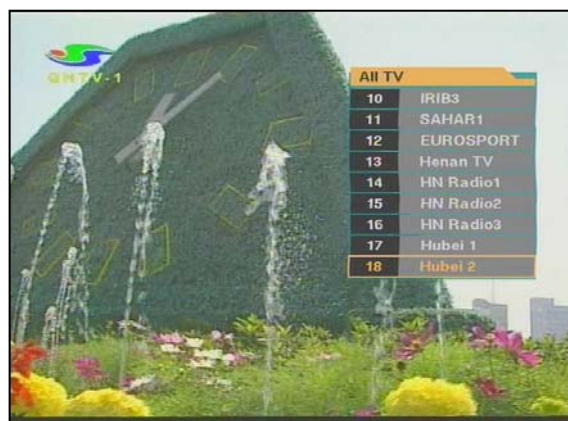 QHTV-1
All TV
10 IRIB3
11 SAHAR1
12 EUROSPORT
13 Henan TV
14 HN Radio1
15 HN Radio2
16 HN Radio3
17 Hubei 1
18 Hubei 2